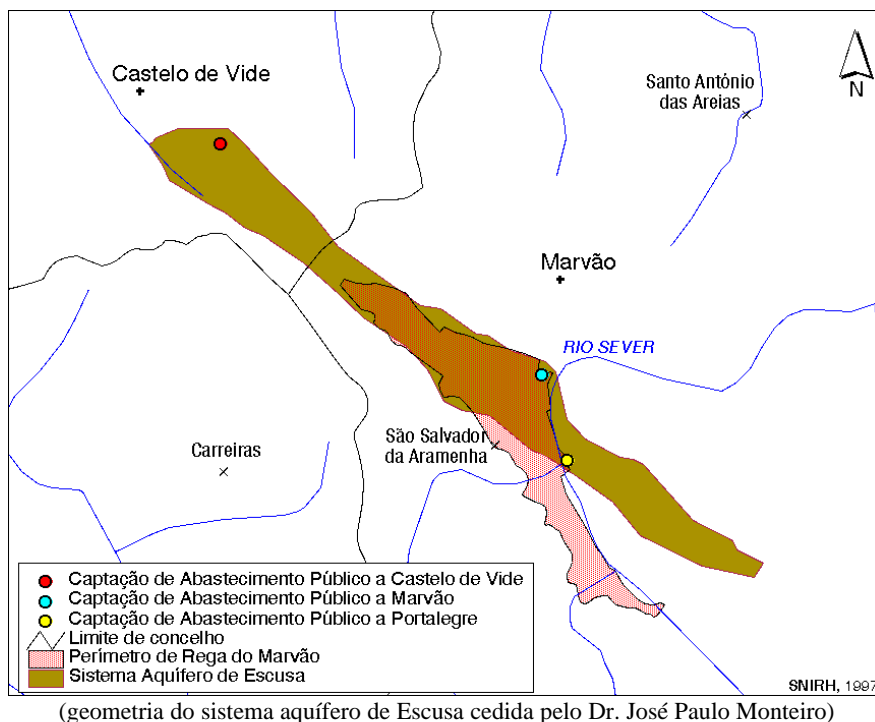 Castelo de Vide
Santo António
das Areias
N
Marvão
RIO SEVER
São Salvador
da Aramenha
Carreiras
Captação de Abastecimento Público a Castelo de Vide
Captação de Abastecimento Público a Marvão
Captação de Abastecimento Público a Portalegre
Limite de concelho
Perímetro de Rega do Marvão
Sistema Aquífero de Escusa
SNIRH, 1997
(geometria do sistema aquífero de Escusa cedida pelo Dr. José Paulo Monteiro)